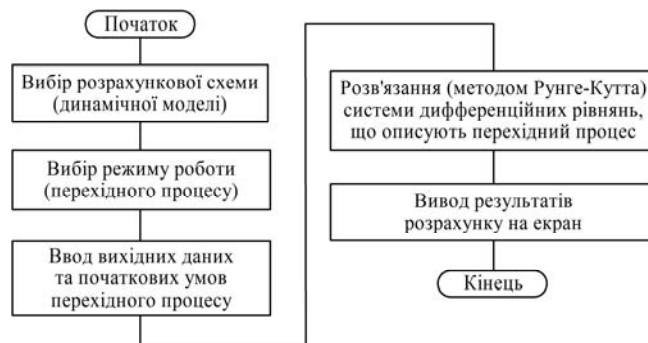 Початок
Вибір розрахункової схеми
(динамічної моделі)
Вибір режиму роботи
(перехідного процесу)
Ввод вихідних даних
та початкових умов
перехідного процесу
Розв'язання (методом Рунге-Кутта)
системи дифференційних рівнянь,
що описують перехідний процес
Вивод результатів
розрахунку на екран
Кінець